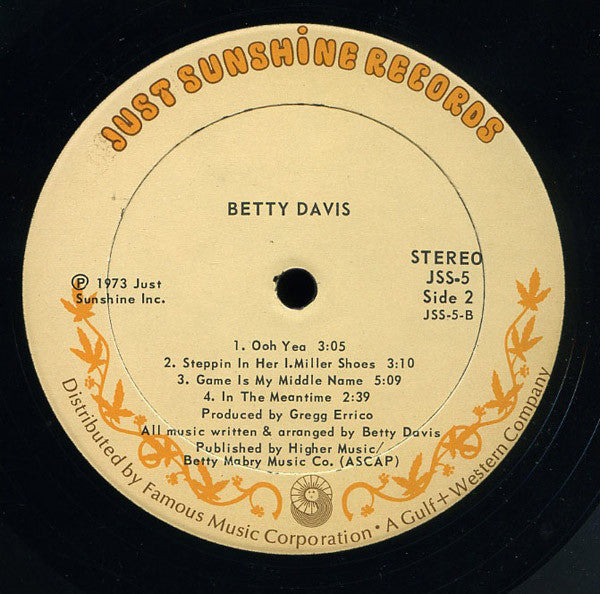 JUST SUNSHINE RECORDS
BETTY DAVIS
STEREO
JSS-5
Side 2
JSS-5-B
℗ 1973 Just
Sunshine Inc.
1. Ooh Yea 3:05
2. Steppin In Her I.Miller Shoes 3:10
3. Game Is My Middle Name 5:09
4. In The Meantime 2:39
Produced by Gregg Errico
All music written & arranged by Betty Davis
Published by Higher Music/
Betty Mabry Music Co. (ASCAP)
Distributed by Famous Music Corporation • A Gulf + Western Company